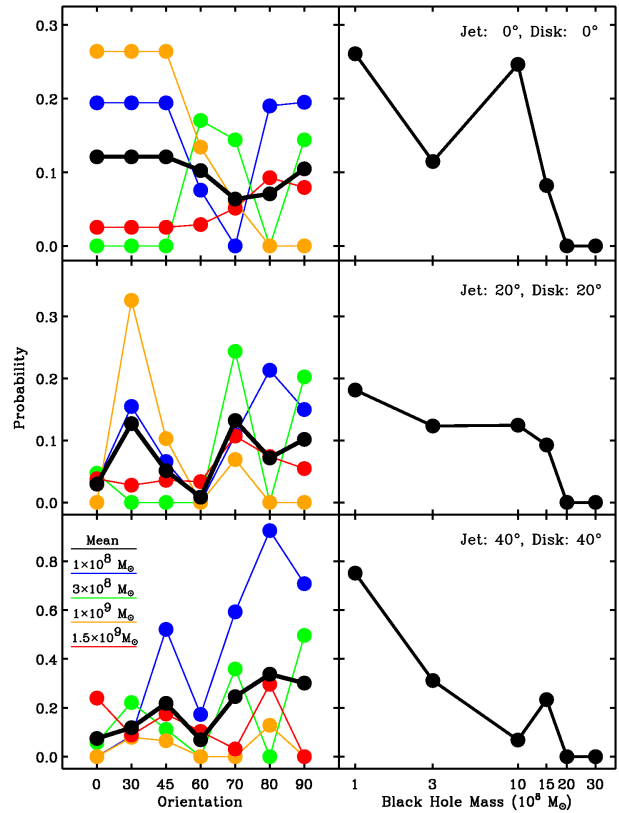 0.3
0.2
0.1
0.0
Jet: 0°, Disk: 0°
0.3
0.2
0.1
0.0
Jet: 20°, Disk: 20°
Probability
0.8
0.6
0.4
0.2
0.0
Mean
1×10⁸ M⊙
3×10⁸ M⊙
1×10⁹ M⊙
1.5×10⁹M⊙
Jet: 40°, Disk: 40°
0 30 45 60 70 80 90
1 3 10 15 20 30
Orientation
Black Hole Mass (10⁸ M⊙)